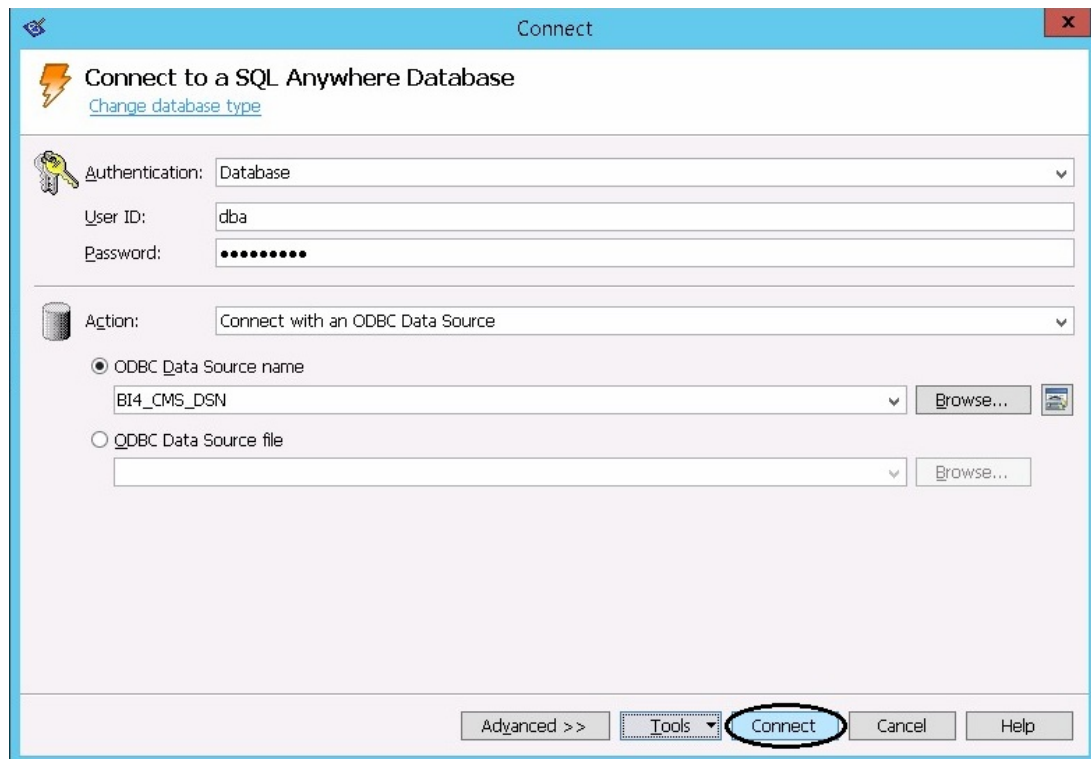 Connect
x
Connect to a SQL Anywhere Database
Change database type
Authentication: Database
User ID: dba
Password: •••••••••
Action: Connect with an ODBC Data Source
ODBC Data Source name
BI4_CMS_DSN Browse...
ODBC Data Source file
Browse...
Advanced >> Tools Connect Cancel Help